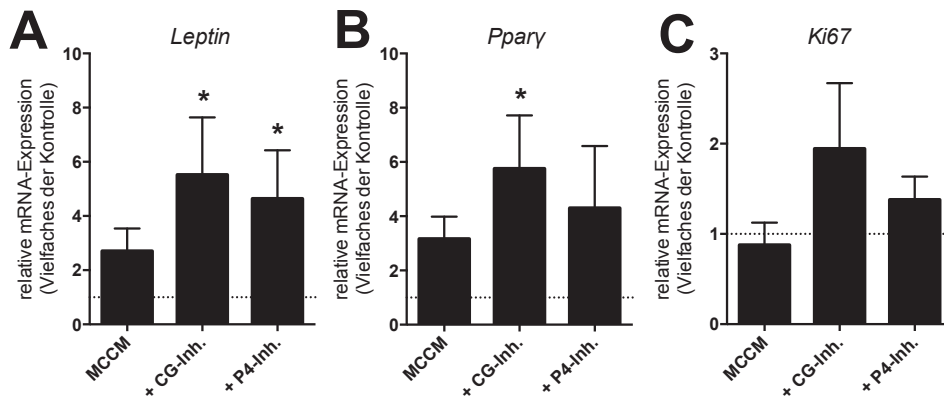 A
Leptin
relative mRNA-Expression
(Vielfaches der Kontrolle)
10
8
6
4
2
0
*
*
MCCM
+ CG-Inh.
+ P4-Inh.
B
Pparγ
relative mRNA-Expression
(Vielfaches der Kontrolle)
10
8
6
4
2
0
*
MCCM
+ CG-Inh.
+ P4-Inh.
C
Ki67
relative mRNA-Expression
(Vielfaches der Kontrolle)
3
2
1
0
MCCM
+ CG-Inh.
+ P4-Inh.